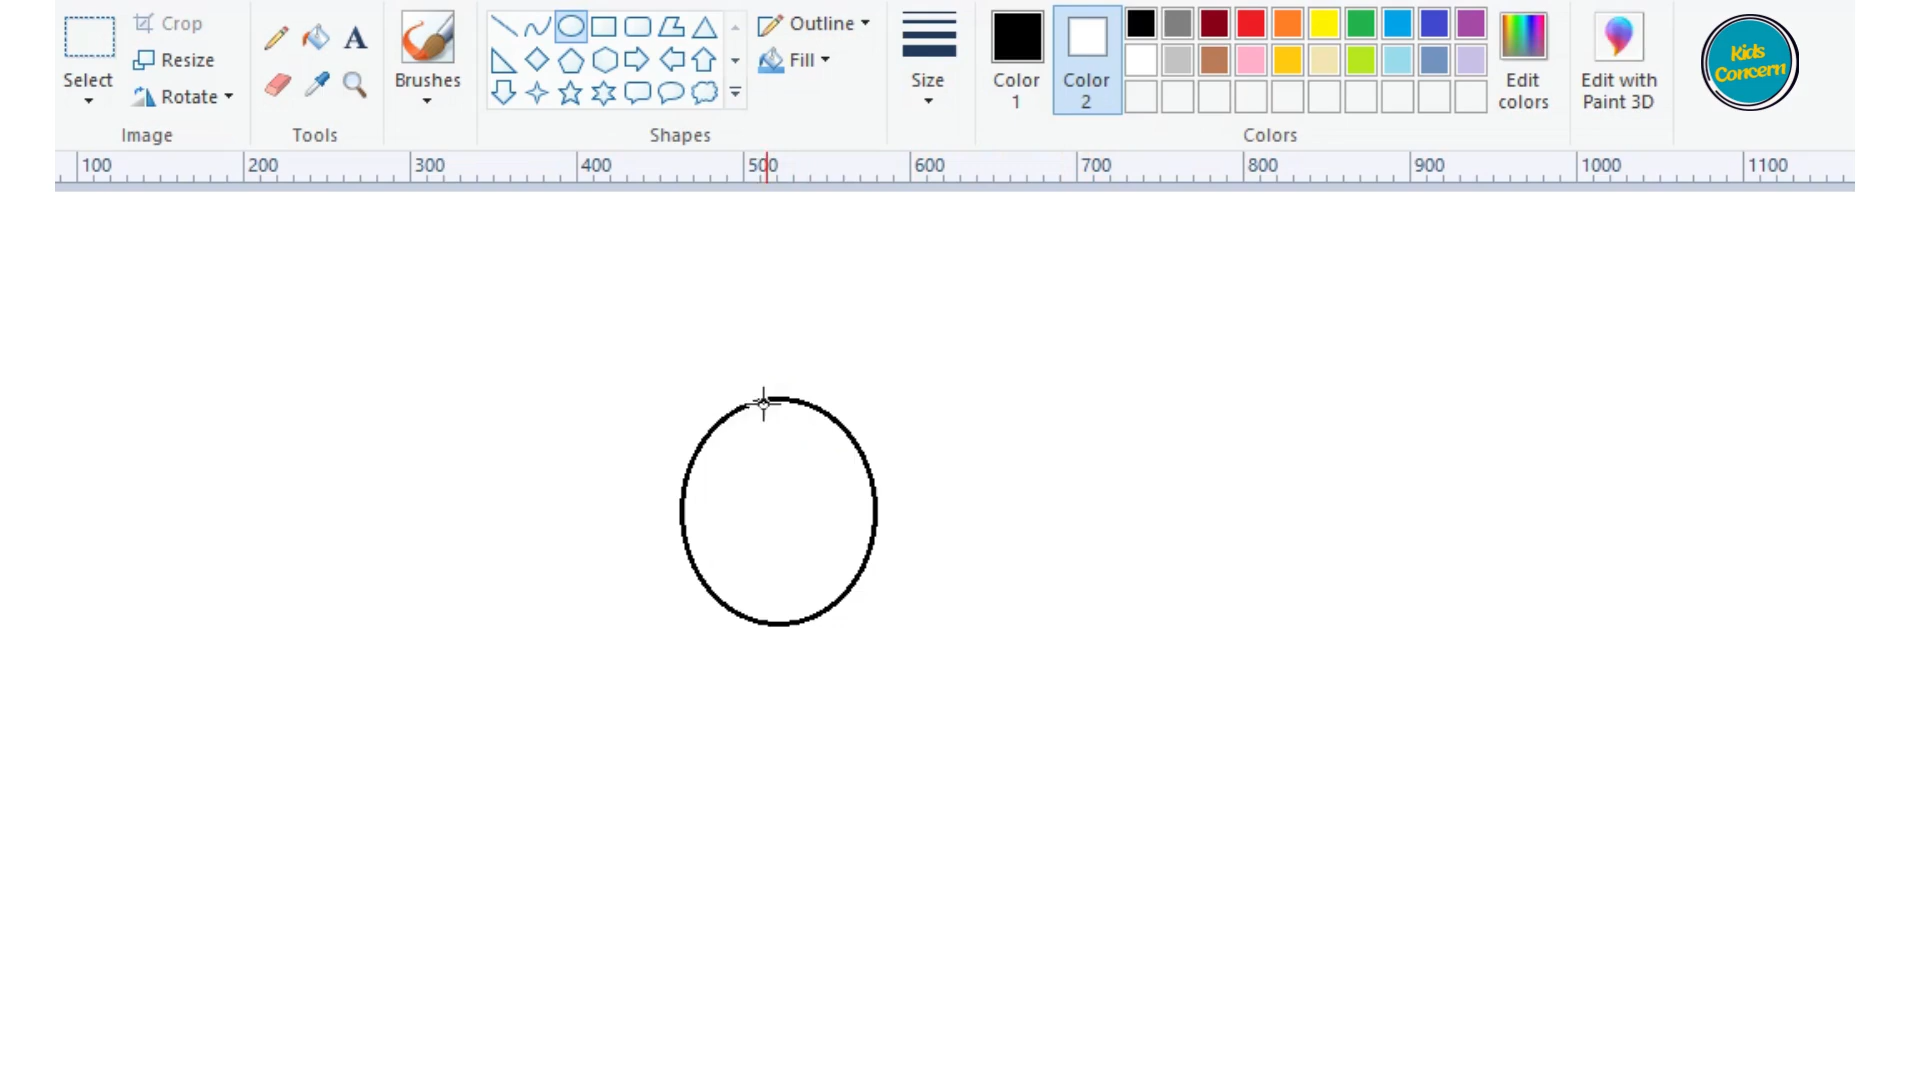 Select
Crop
Resize
Rotate
Image
A
Tools
Brushes
Shapes
Outline
Fill
Size
Color 1
Color 2
Colors
Edit colors
Edit with Paint 3D
Kids
Concern
100 200 300 400 500 600 700 800 900 1000 1100